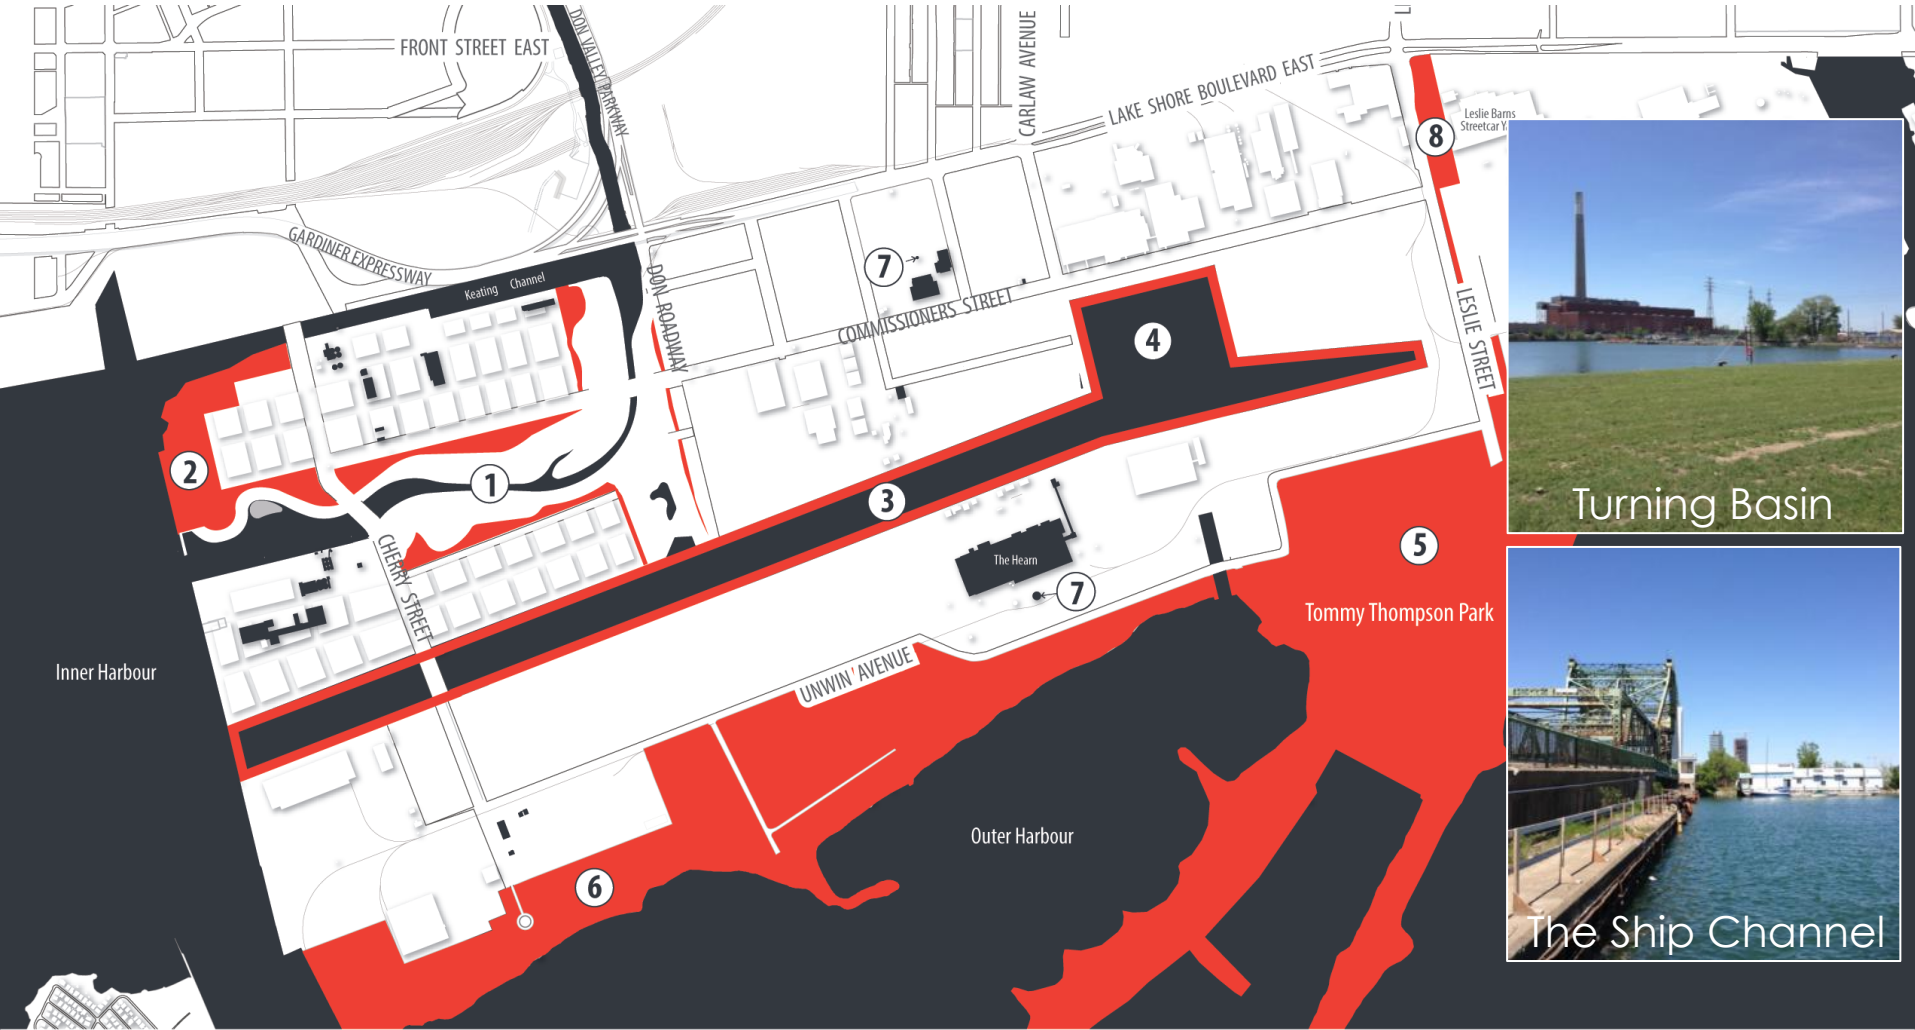 FRONT STREET EAST
DON VALLEY PARKWAY
CARLAW AVENUE
LAKE SHORE BOULEVARD EAST
Leslie Barns
Streetcar Y
8
GARDINER EXPRESSWAY
Keating Channel
DON ROADWAY
7
COMMISSIONERS STREET
4
LESLIE STREET
2
1
3
The Hearn
7
CHERRY STREET
5
Tommy Thompson Park
Turning Basin
Inner Harbour
UNWIN AVENUE
Outer Harbour
6
The Ship Channel